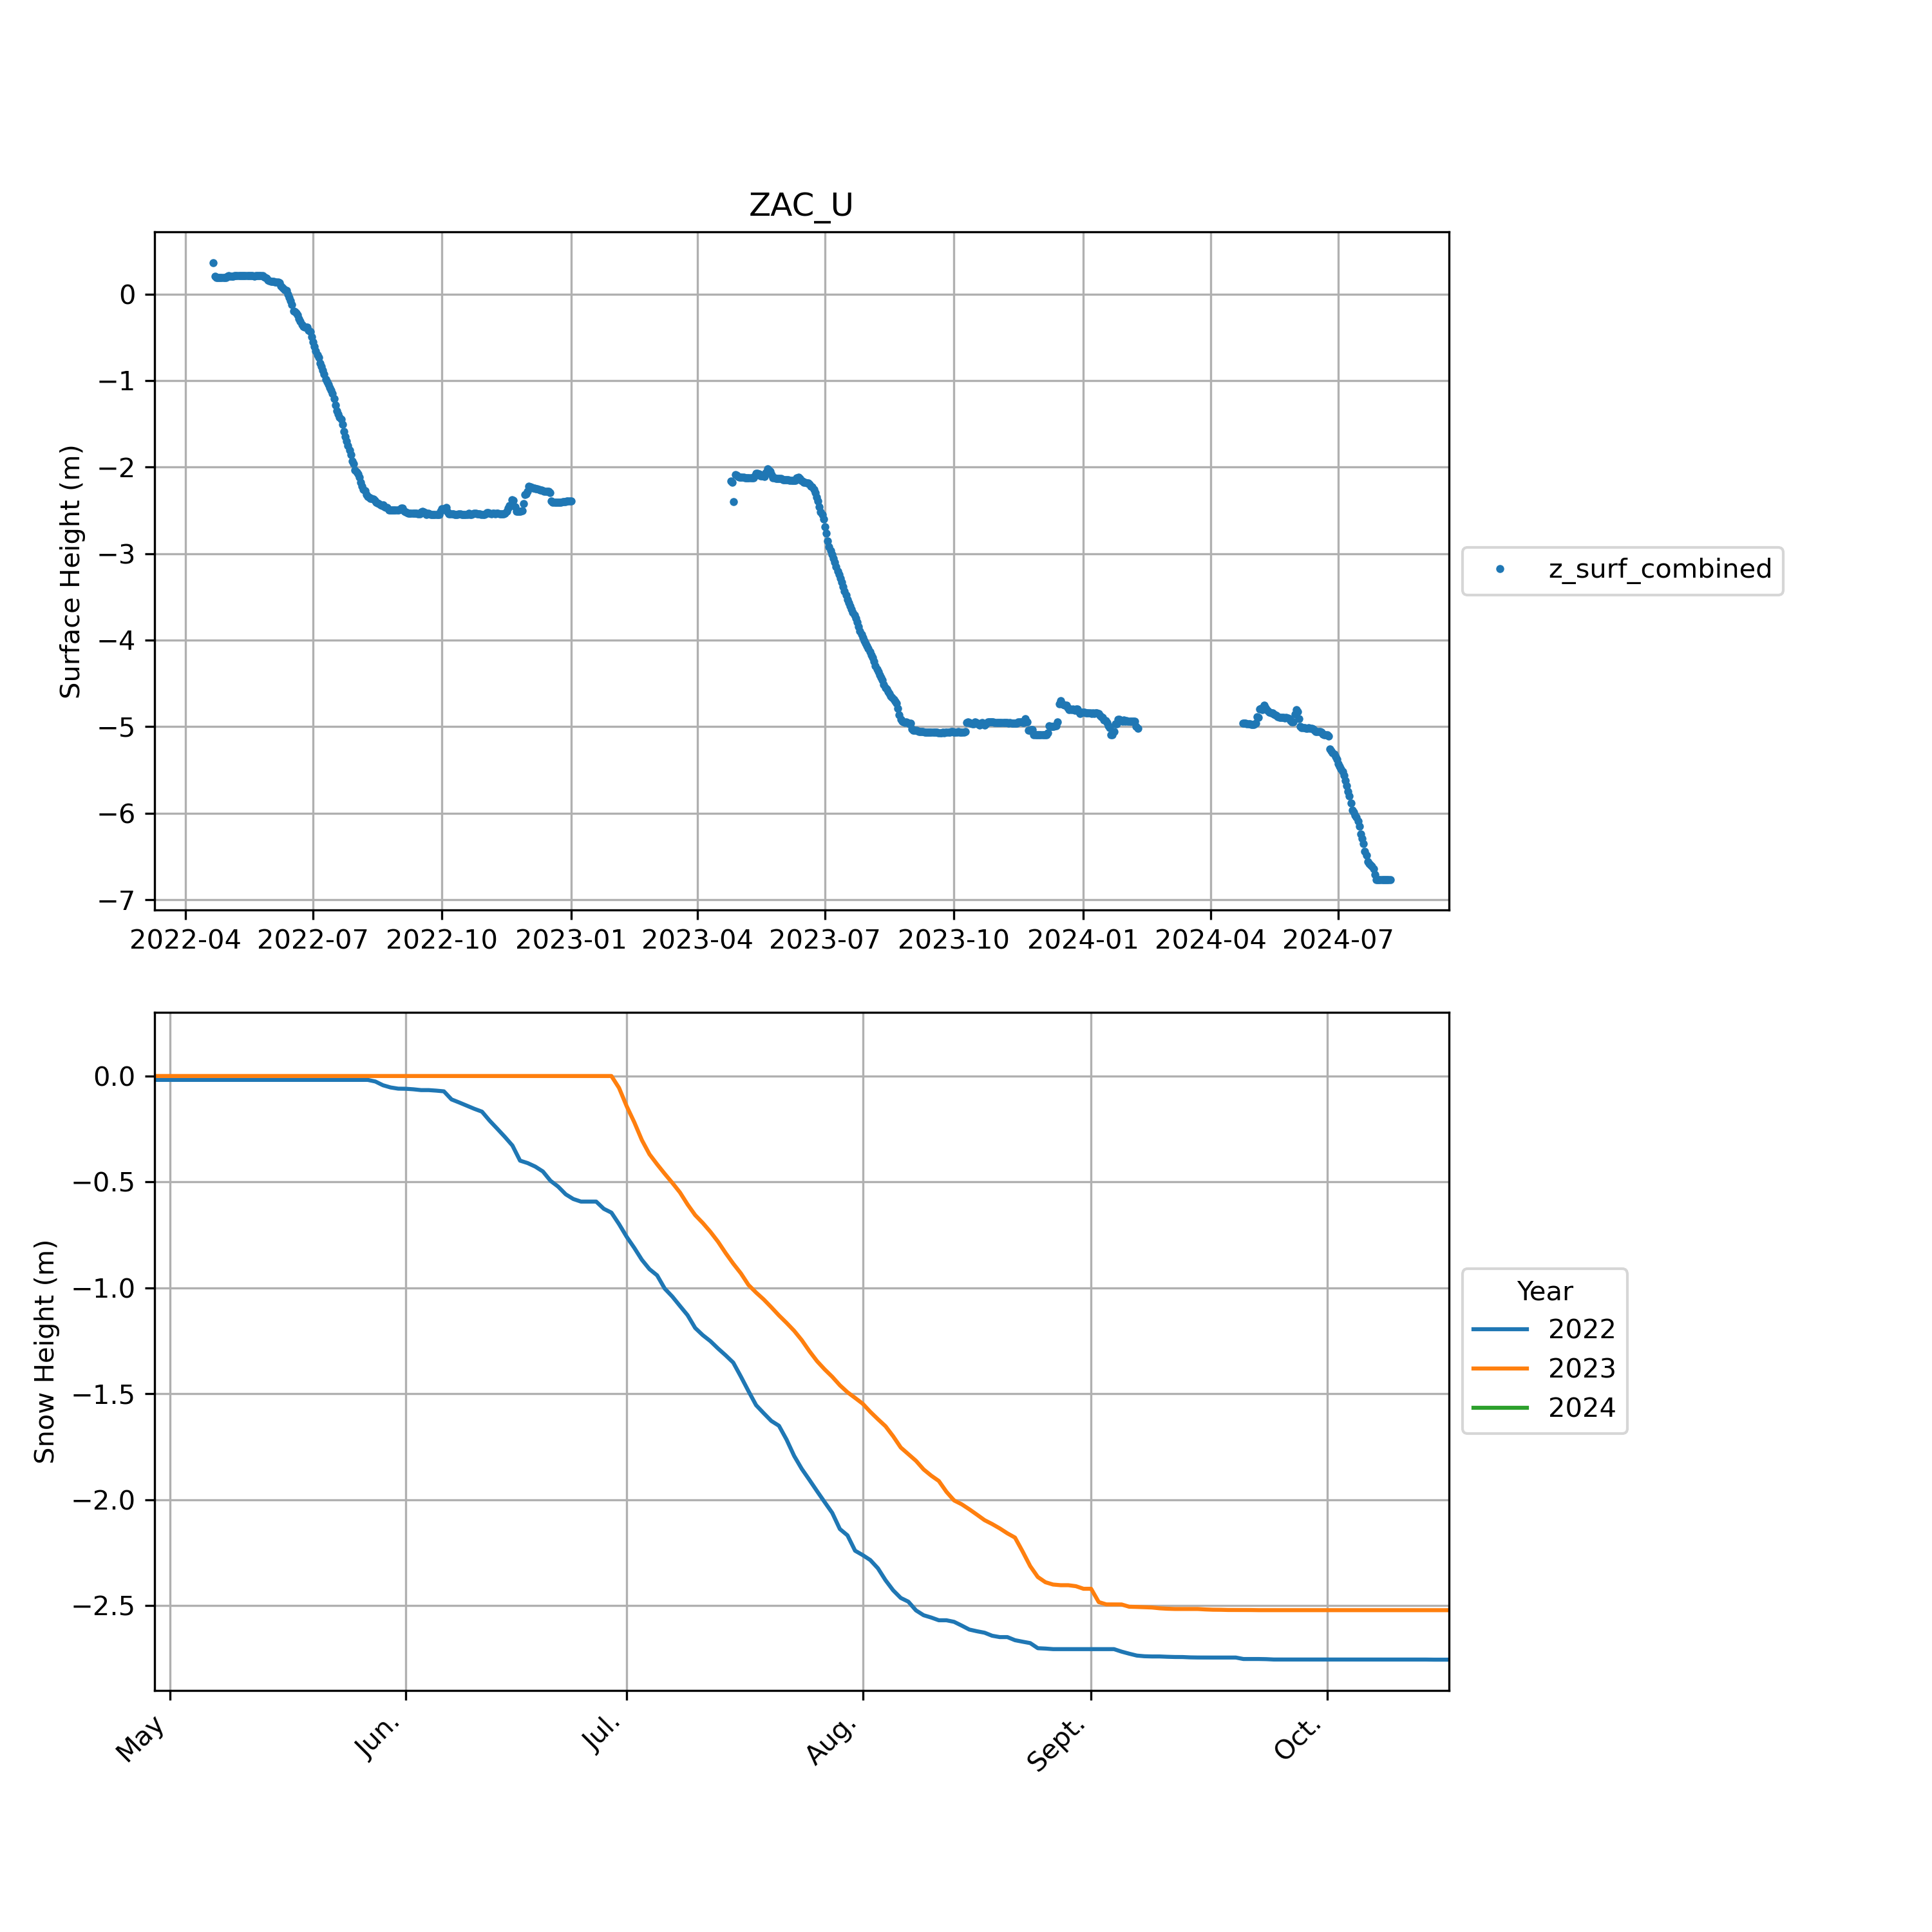 ZAC_U
Surface Height (m)
0
−1
−2
−3
−4
−5
−6
−7
2022-04 2022-07 2022-10 2023-01 2023-04 2023-07 2023-10 2024-01 2024-04 2024-07
z_surf_combined
Snow Height (m)
0.0
−0.5
−1.0
−1.5
−2.0
−2.5
May Jun. Jul. Aug. Sept. Oct.
Year
2022
2023
2024